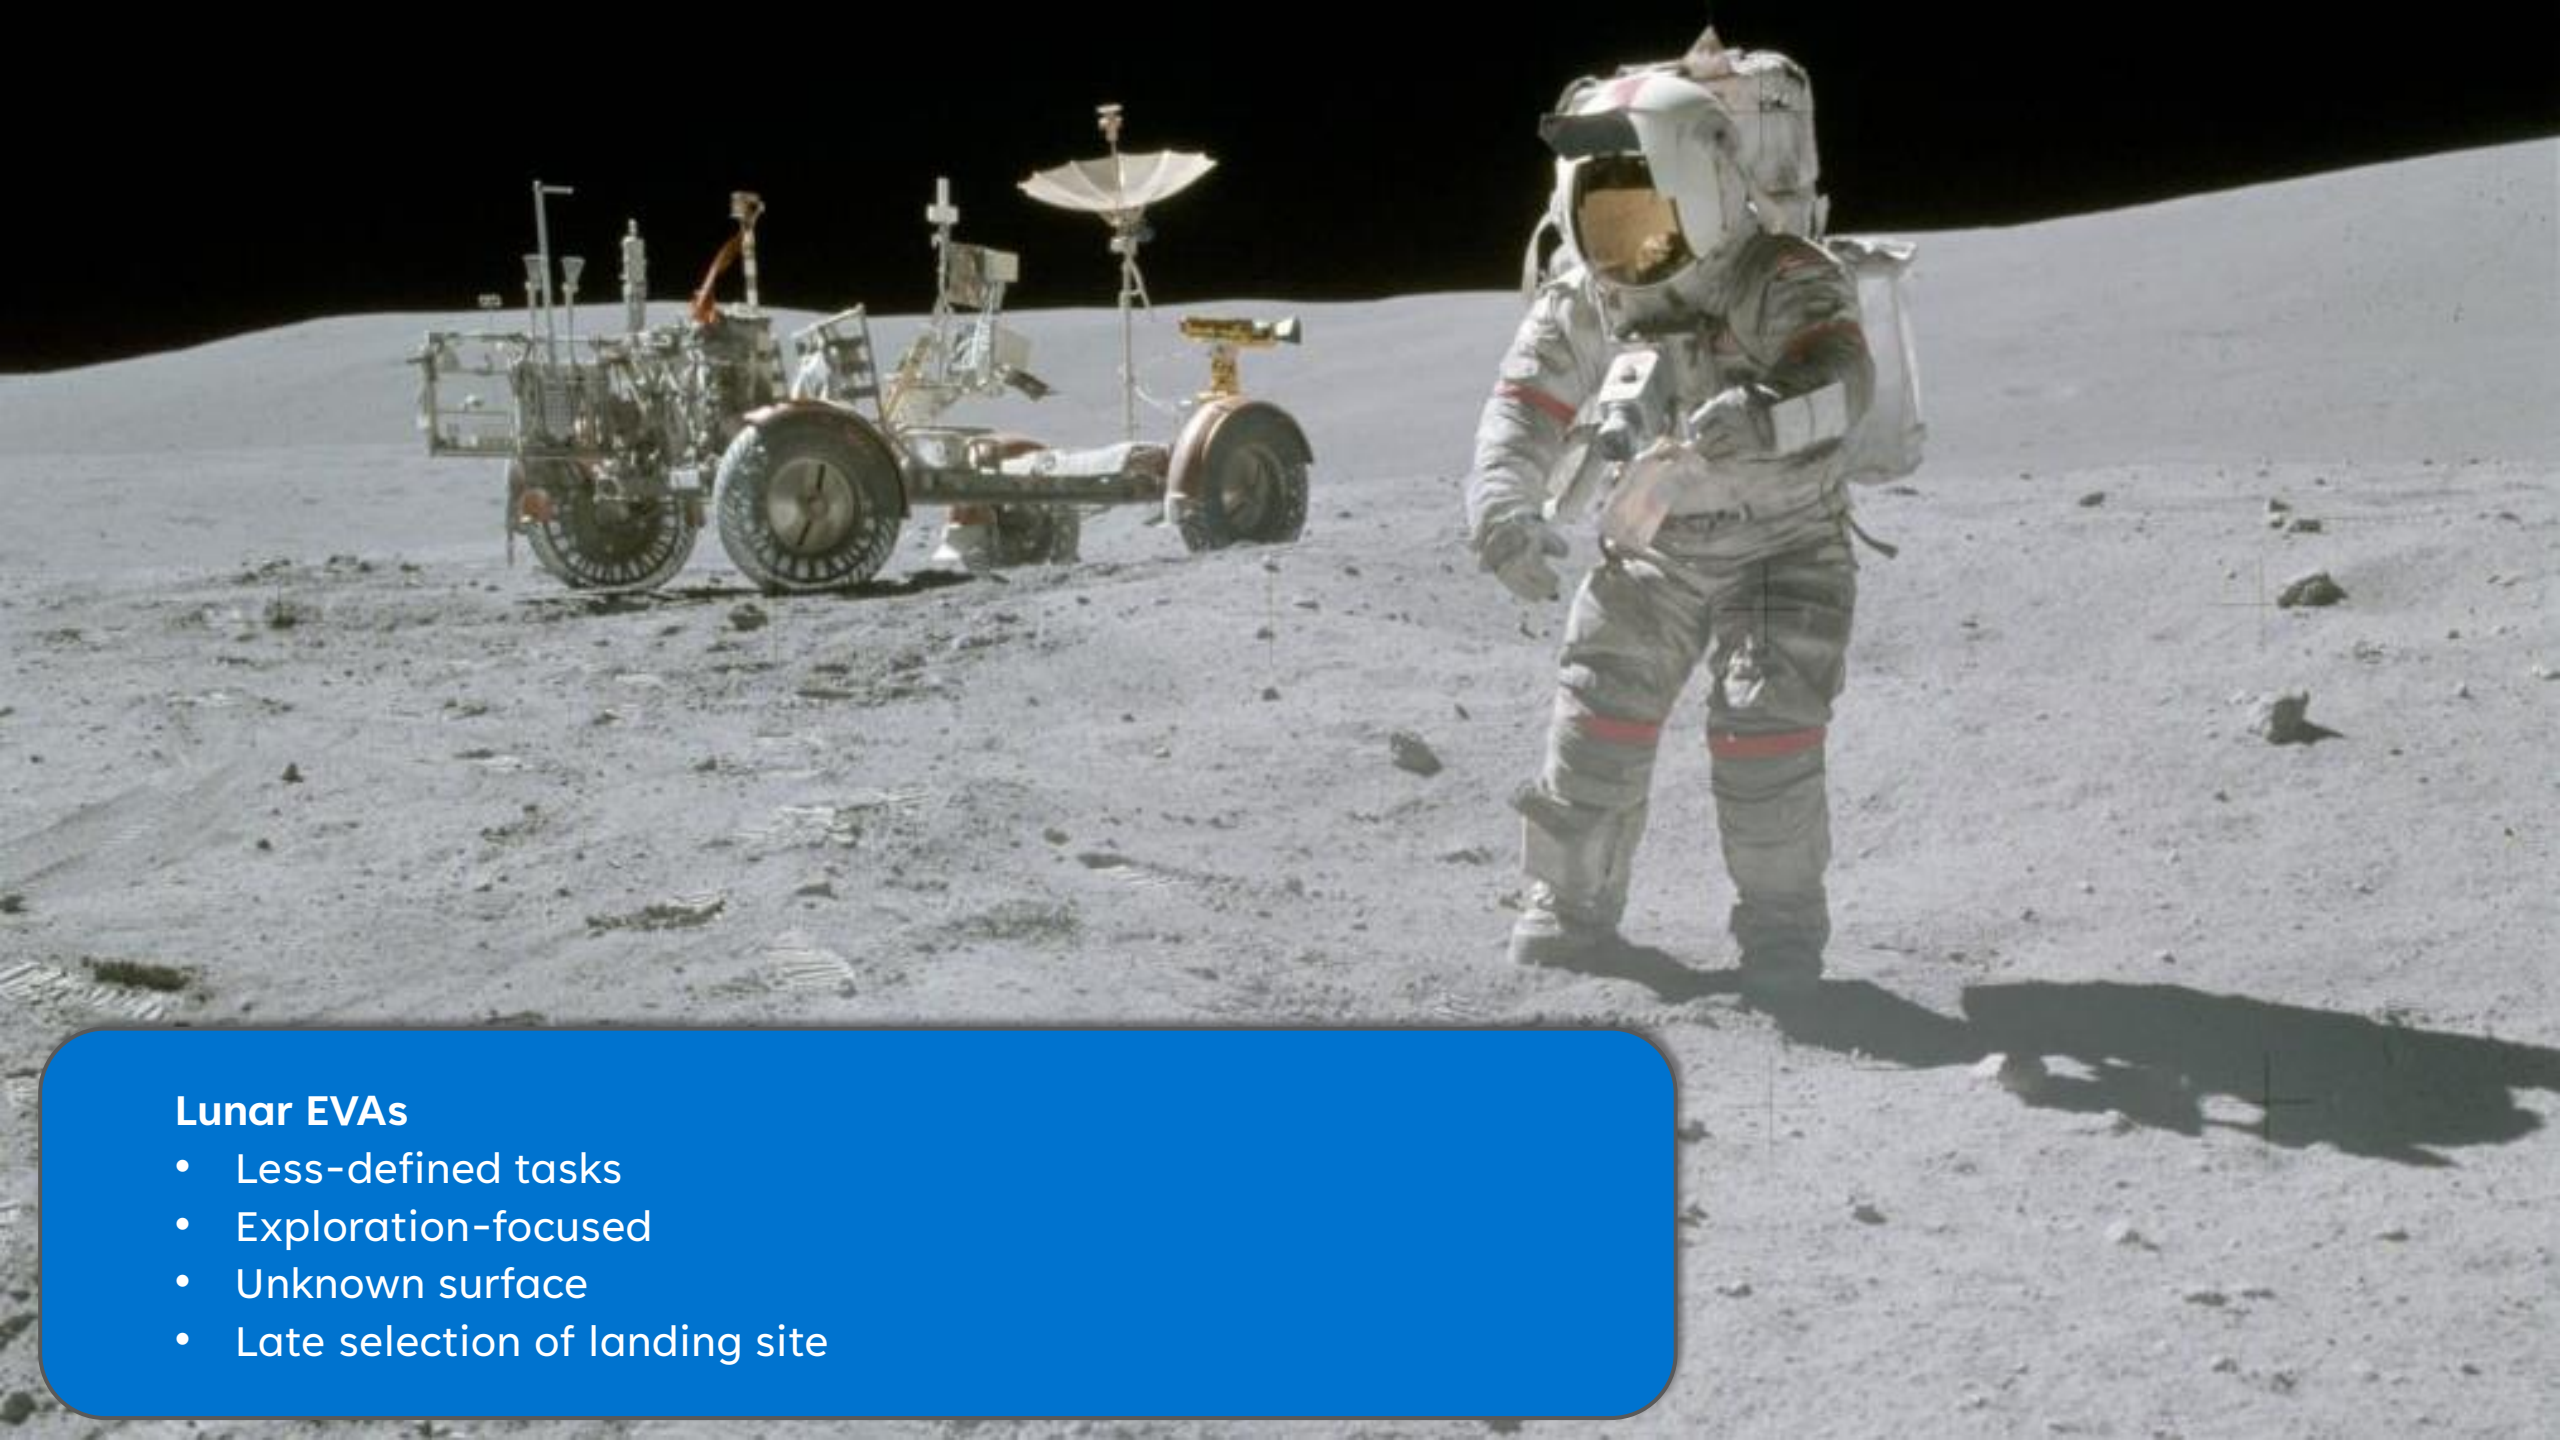 Lunar EVAs
• Less-defined tasks
• Exploration-focused
• Unknown surface
• Late selection of landing site